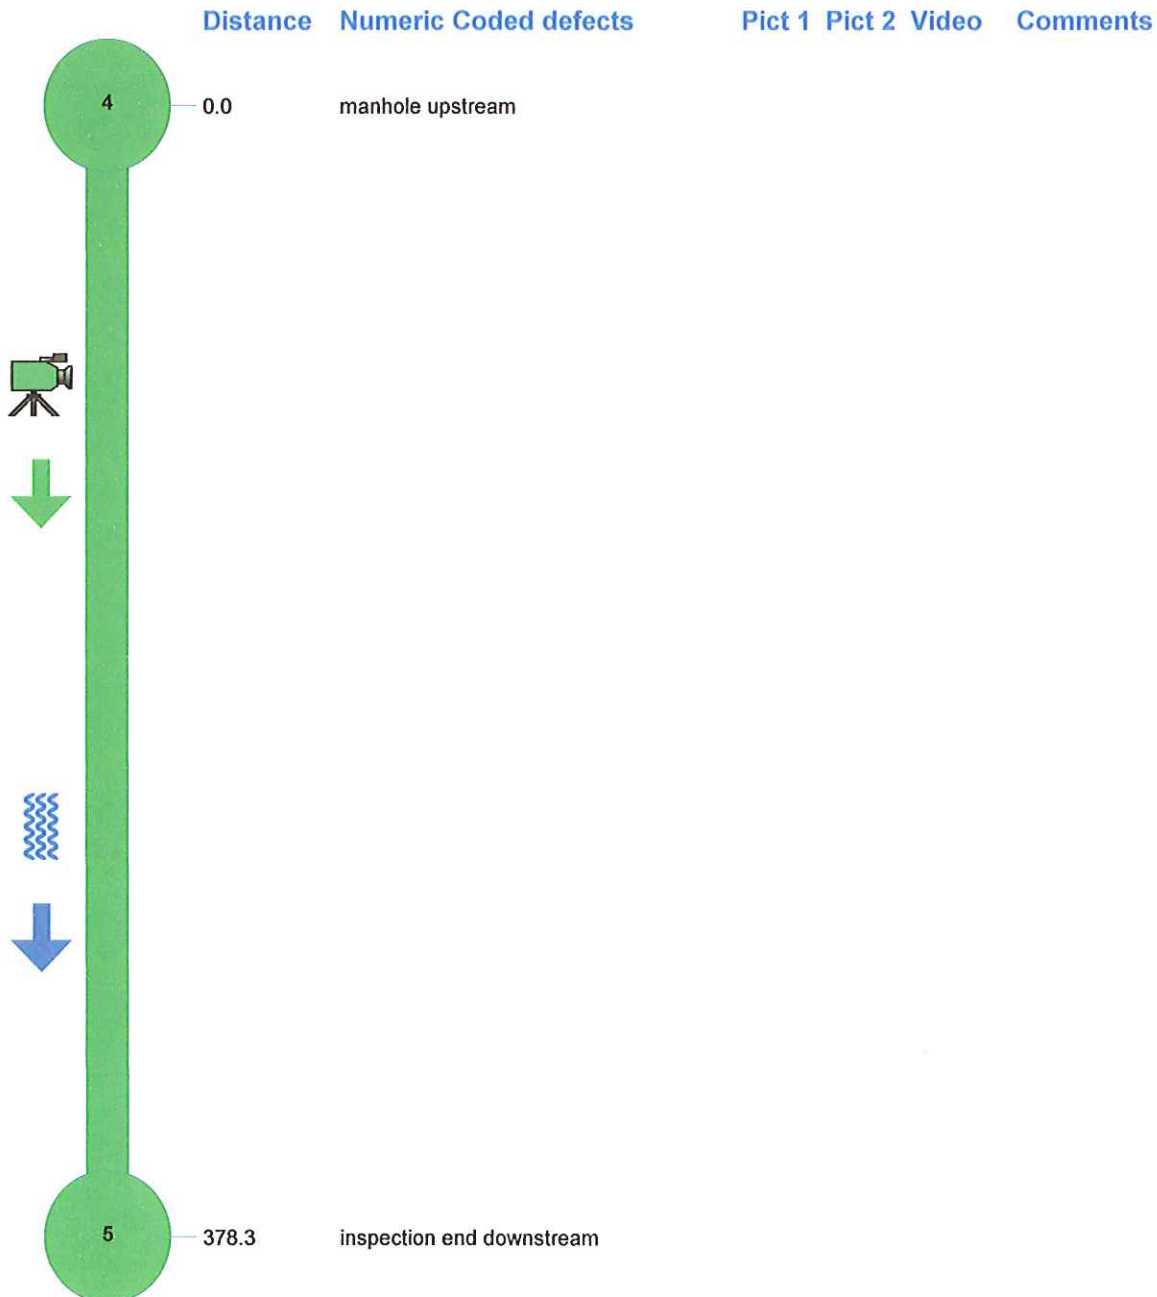 Distance Numeric Coded defects Pict 1 Pict 2 Video Comments
4 0.0 manhole upstream
5 378.3 inspection end downstream